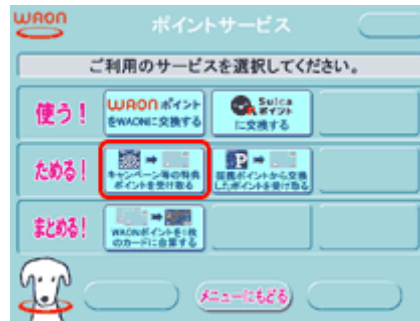 WAON
ポイントサービス
ご利用のサービスを選択してください。
使う!
WAON ポイント
をWAONに交換する
Suica
ポイント
に交換する
ためる!
キャンペーン等の特典
ポイントを受け取る
P
提携ポイントから交換
したポイントを受け取る
まとめる!
WAONポイントを1枚
のカードに合算する
メニューにもどる